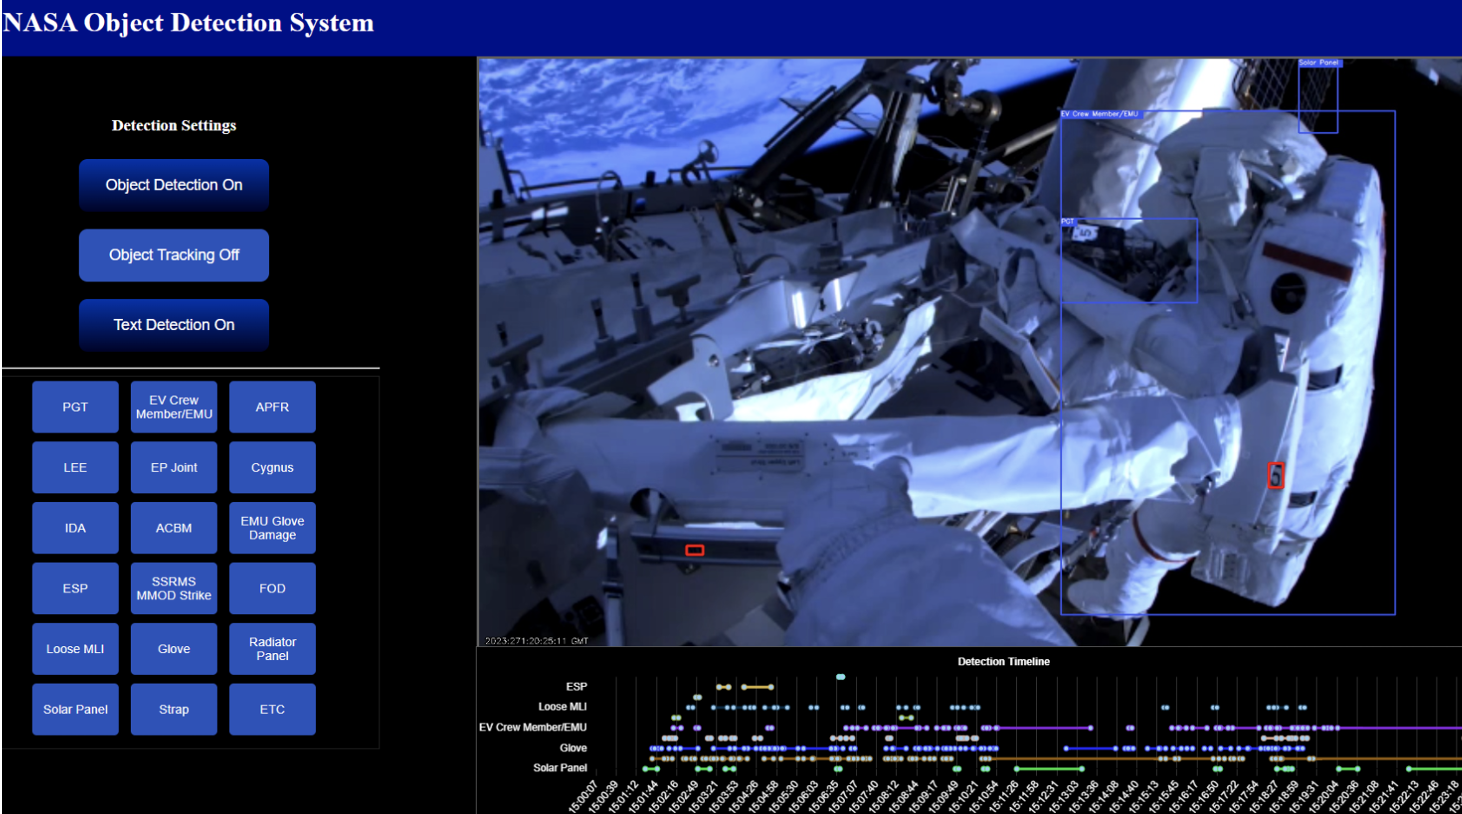 NASA Object Detection System
Detection Settings
Object Detection On
Object Tracking Off
Text Detection On
PGT
EV Crew
Member/EMU
APFR
LEE
EP Joint
Cygnus
IDA
ACBM
EMU Glove
Damage
ESP
SSRMS
MMOD Strike
FOD
Loose MLI
Glove
Radiator
Panel
Solar Panel
Strap
ETC
Solar Panel
EV Crew Member/EMU
PGT
2023:271:20:25:11 GMT
Detection Timeline
ESP
Loose MLI
EV Crew Member/EMU
Glove
Solar Panel
15:00:07
15:00:39
15:01:12
15:01:44
15:02:16
15:02:49
15:03:21
15:03:53
15:04:26
15:04:58
15:05:30
15:06:03
15:06:35
15:07:07
15:07:40
15:08:12
15:08:44
15:09:17
15:09:49
15:10:21
15:10:54
15:11:26
15:11:58
15:12:31
15:13:03
15:13:36
15:14:08
15:14:40
15:15:13
15:15:45
15:16:17
15:16:50
15:17:22
15:17:54
15:18:27
15:18:59
15:19:31
15:20:04
15:20:36
15:21:08
15:21:41
15:22:13
15:22:46
15:23:18